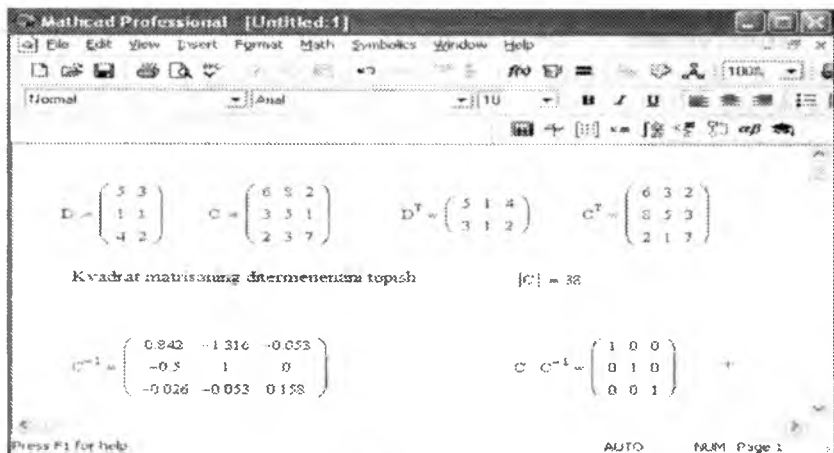 Mathcad Professional - [Untitled:1]
File Edit View Insert Format Math Symbolics Window Help
100%
Normal Arial 10 B I U
αβ
D = ( 5 3 C = ( 6 8 2 D^T = ( 5 1 4 C^T = ( 6 3 2
1 1 3 5 1 3 1 2 ) 8 5 3
4 2 ) 2 3 7 ) 2 1 7 )
Kvadrat matrisaning ditermenentini topish |C| = 38
C^-1 = ( 0.842 -1.316 -0.053 C C^-1 = ( 1 0 0
-0.5 1 0 0 1 0
-0.026 -0.053 0.158 ) 0 0 1 )
Press F1 for help. AUTO NUM Page 1